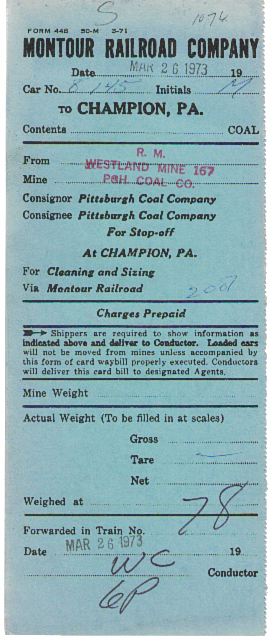 S 1074
FORM 448 50-M 3-71
MONTOUR RAILROAD COMPANY
Date MAR 26 1973 19
Car No. 8145 Initials M
TO CHAMPION, PA.
Contents COAL
From R. M.
WESTLAND MINE 167
Mine P&H COAL CO.
Consignor Pittsburgh Coal Company
Consignee Pittsburgh Coal Company
For Stop-off
At CHAMPION, PA.
For Cleaning and Sizing
Via Montour Railroad 200
Charges Prepaid
Shippers are required to show information as
indicated above and deliver to Conductor. Loaded cars
will not be moved from mines unless accompanied by
this form of card waybill properly executed. Conductors
will deliver this card bill to designated Agents.
Mine Weight
Actual Weight (To be filled in at scales)
Gross
Tare
Net
Weighed at 78
Forwarded in Train No.
Date MAR 26 1973 19
WC Conductor
6P